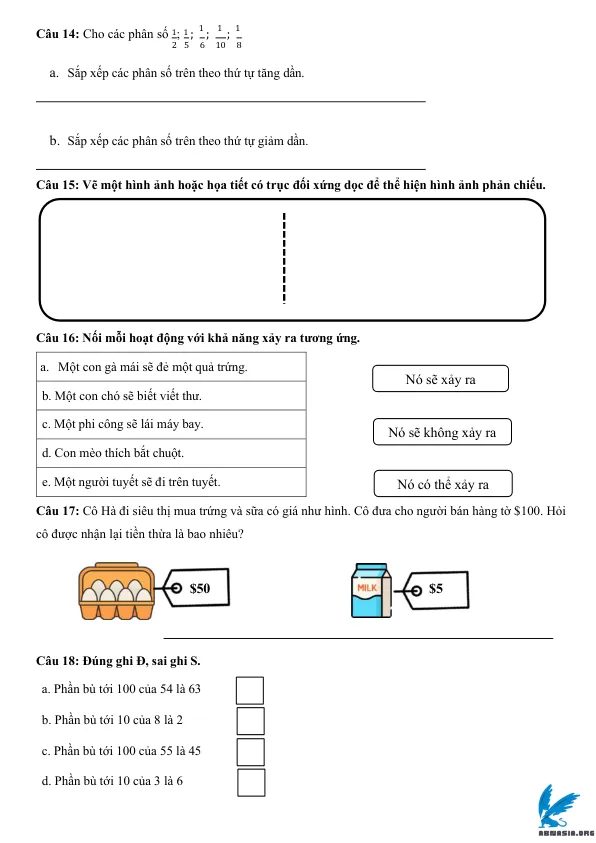 Câu 14: Cho các phân số 1/2; 1/5; 1/6; 1/10; 1/8
a. Sắp xếp các phân số trên theo thứ tự tăng dần.
b. Sắp xếp các phân số trên theo thứ tự giảm dần.
Câu 15: Vẽ một hình ảnh hoặc họa tiết có trục đối xứng dọc để thể hiện hình ảnh phản chiếu.
Câu 16: Nối mỗi hoạt động với khả năng xảy ra tương ứng.
a. Một con gà mái sẽ đẻ một quả trứng.
b. Một con chó sẽ biết viết thư.
c. Một phi công sẽ lái máy bay.
d. Con mèo thích bắt chuột.
e. Một người tuyết sẽ đi trên tuyết.
Nó sẽ xảy ra
Nó sẽ không xảy ra
Nó có thể xảy ra
Câu 17: Cô Hà đi siêu thị mua trứng và sữa có giá như hình. Cô đưa cho người bán hàng tờ $100. Hỏi
cô được nhận lại tiền thừa là bao nhiêu?
$50
MILK
$5
Câu 18: Đúng ghi Đ, sai ghi S.
a. Phần bù tới 100 của 54 là 63
b. Phần bù tới 10 của 8 là 2
c. Phần bù tới 100 của 55 là 45
d. Phần bù tới 10 của 3 là 6
ABNASIA.ORG